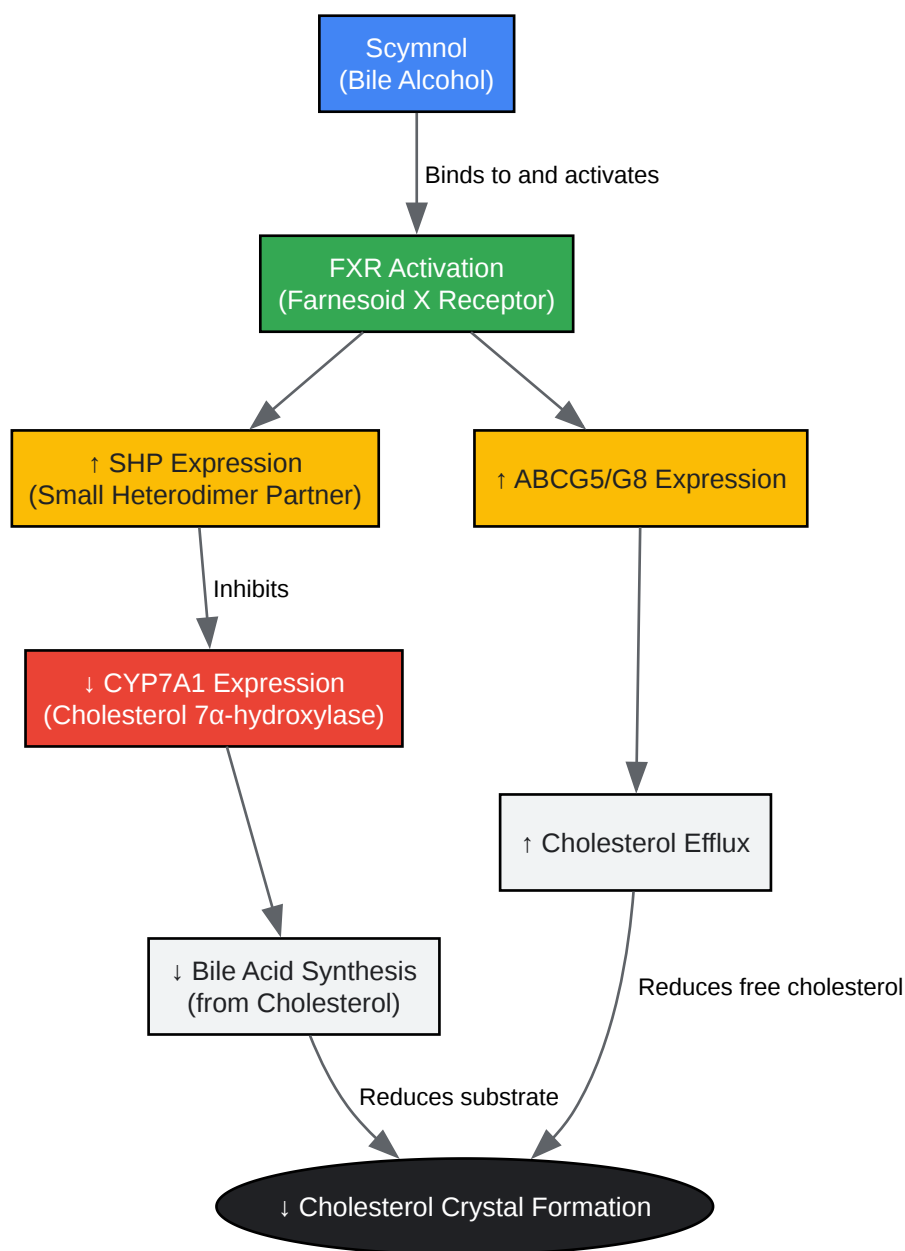 Scymnol
(Bile Alcohol)
Binds to and activates
FXR Activation
(Farnesoid X Receptor)
↑ SHP Expression
(Small Heterodimer Partner)
↑ ABCG5/G8 Expression
Inhibits
↓ CYP7A1 Expression
(Cholesterol 7α-hydroxylase)
↑ Cholesterol Efflux
↓ Bile Acid Synthesis
(from Cholesterol)
Reduces free cholesterol
Reduces substrate
↓ Cholesterol Crystal Formation